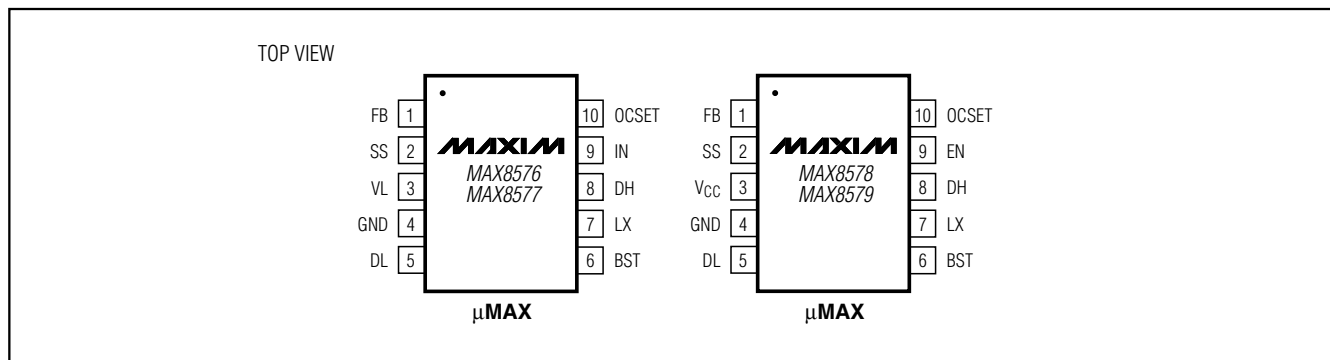 TOP VIEW
FB 1
SS 2
VL 3
GND 4
DL 5
MAXIM
MAX8576
MAX8577
10 OCSET
9 IN
8 DH
7 LX
6 BST
µMAX
FB 1
SS 2
VCC 3
GND 4
DL 5
MAXIM
MAX8578
MAX8579
10 OCSET
9 EN
8 DH
7 LX
6 BST
µMAX